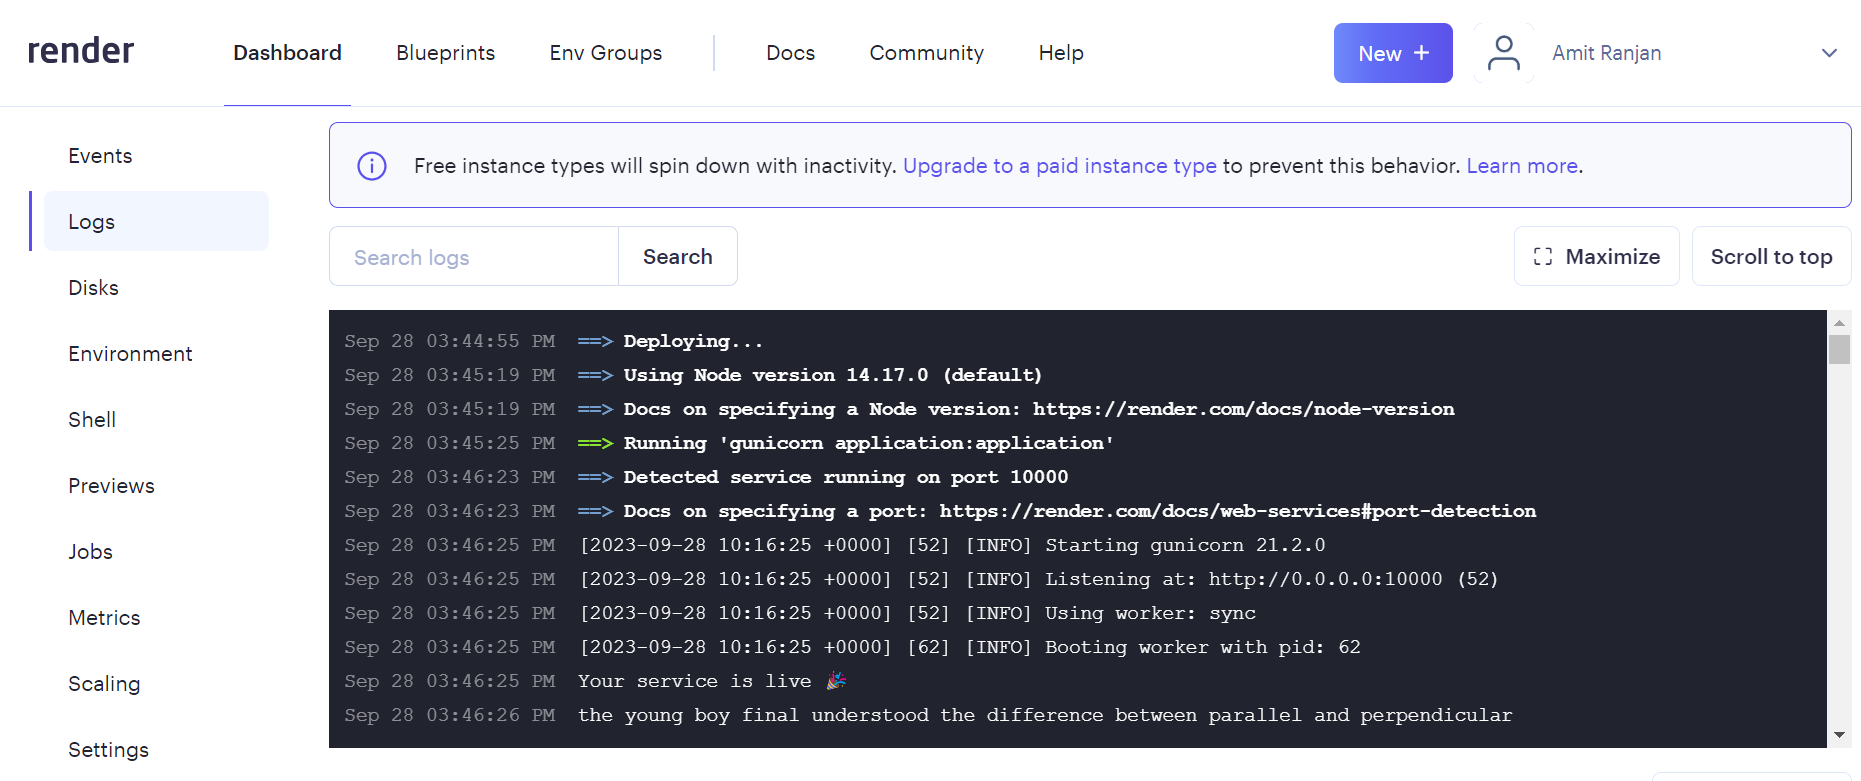 render
Dashboard Blueprints Env Groups Docs Community Help New + Amit Ranjan
Events
Logs
Disks
Environment
Shell
Previews
Jobs
Metrics
Scaling
Settings
Free instance types will spin down with inactivity. Upgrade to a paid instance type to prevent this behavior. Learn more.
Search logs Search Maximize Scroll to top
Sep 28 03:44:55 PM ==> Deploying...
Sep 28 03:45:19 PM ==> Using Node version 14.17.0 (default)
Sep 28 03:45:19 PM ==> Docs on specifying a Node version: https://render.com/docs/node-version
Sep 28 03:45:25 PM ==> Running 'gunicorn application:application'
Sep 28 03:46:23 PM ==> Detected service running on port 10000
Sep 28 03:46:23 PM ==> Docs on specifying a port: https://render.com/docs/web-services#port-detection
Sep 28 03:46:25 PM [2023-09-28 10:16:25 +0000] [52] [INFO] Starting gunicorn 21.2.0
Sep 28 03:46:25 PM [2023-09-28 10:16:25 +0000] [52] [INFO] Listening at: http://0.0.0.0:10000 (52)
Sep 28 03:46:25 PM [2023-09-28 10:16:25 +0000] [52] [INFO] Using worker: sync
Sep 28 03:46:25 PM [2023-09-28 10:16:25 +0000] [62] [INFO] Booting worker with pid: 62
Sep 28 03:46:25 PM Your service is live 🎉
Sep 28 03:46:26 PM the young boy final understood the difference between parallel and perpendicular